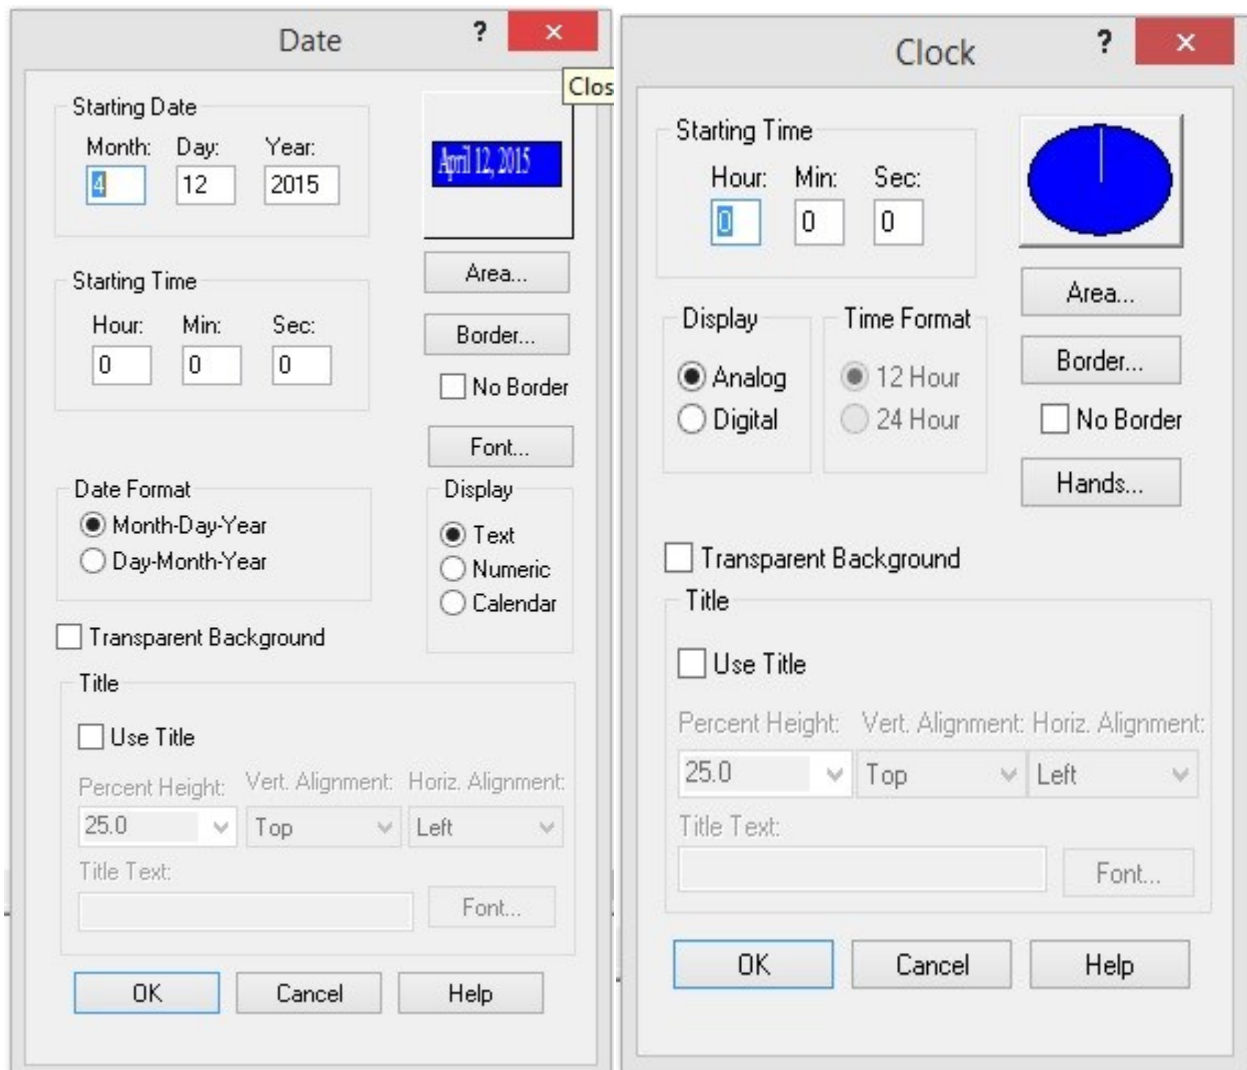 Date ?
Clos
Starting Date
Month: Day: Year:
4 12 2015
April 12, 2015
Area...
Starting Time
Hour: Min: Sec:
0 0 0
Border...
No Border
Font...
Date Format
Month-Day-Year
Day-Month-Year
Display
Text
Numeric
Calendar
Transparent Background
Title
Use Title
Percent Height: Vert. Alignment: Horiz. Alignment:
25.0 Top Left
Title Text:
Font...
OK Cancel Help
Clock ?
Starting Time
Hour: Min: Sec:
0 0 0
Area...
Display
Analog
Digital
Time Format
12 Hour
24 Hour
Border...
No Border
Hands...
Transparent Background
Title
Use Title
Percent Height: Vert. Alignment: Horiz. Alignment:
25.0 Top Left
Title Text:
Font...
OK Cancel Help